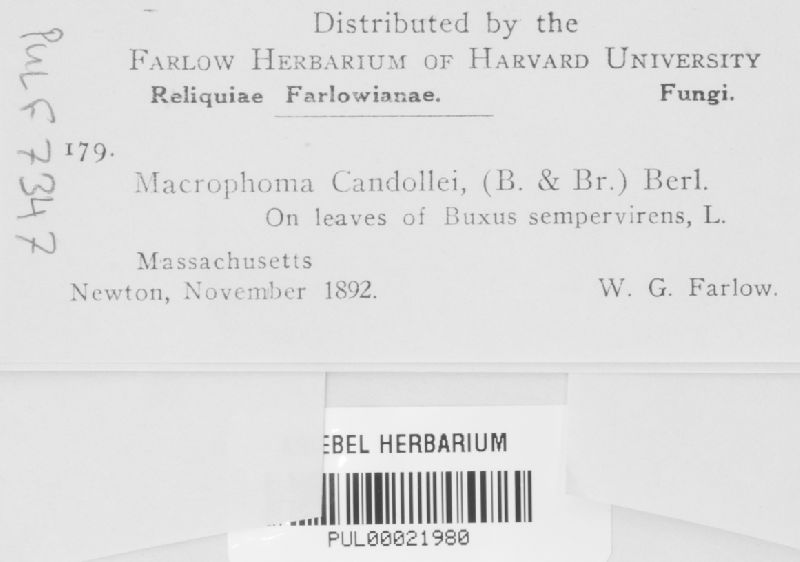 Distributed by the
FARLOW HERBARIUM OF HARVARD UNIVERSITY
Reliquiae Farlowianae. Fungi.
179.
Macrophoma Candollei, (B. & Br.) Berl.
On leaves of Buxus sempervirens, L.
Massachusetts
Newton, November 1892. W. G. Farlow.
PUL F 7347
EBEL HERBARIUM
PUL00021980